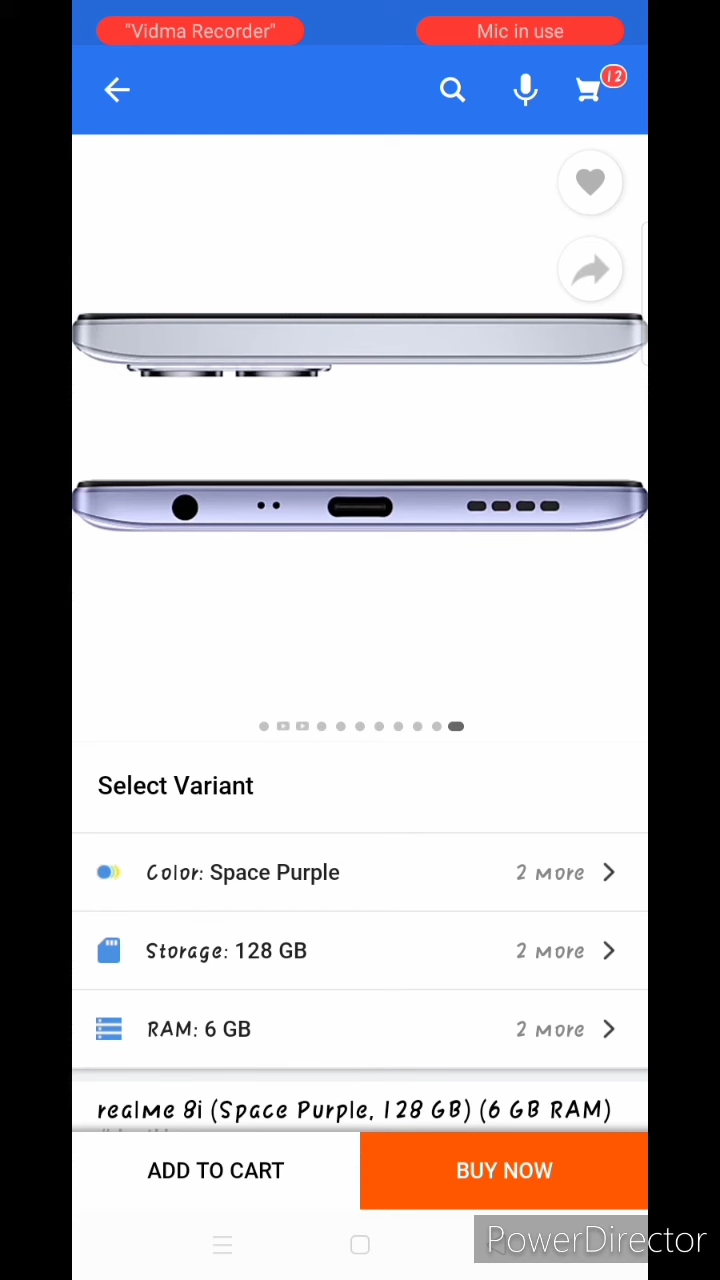 "Vidma Recorder" Mic in use
12
Select Variant
Color: Space Purple 2 more
Storage: 128 GB 2 more
RAM: 6 GB 2 more
realme 8i (Space Purple, 128 GB) (6 GB RAM)
ADD TO CART BUY NOW
PowerDirector